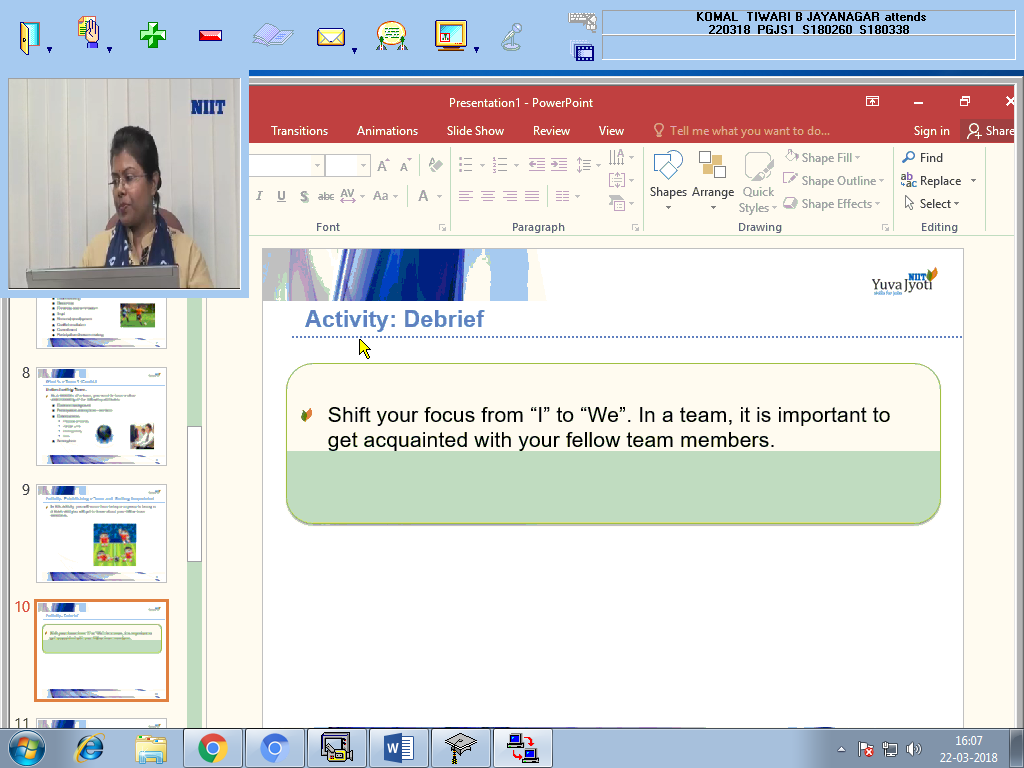 KOMAL TIWARI B JAYANAGAR attends
220318 PGJS1 S180260 S180338
NIIT
Presentation1 - PowerPoint
Transitions Animations Slide Show Review View Tell me what you want to do... Sign in Share
Shapes Arrange Quick Styles
Shape Fill
Shape Outline
Shape Effects
Find
Replace
Select
Font Paragraph Drawing Editing
NIIT
Yuva Jyoti
skills for jobs
Activity: Debrief
Shift your focus from “I” to “We”. In a team, it is important to
get acquainted with your fellow team members.
8
9
10
Activity: Debrief
11
16:07
22-03-2018